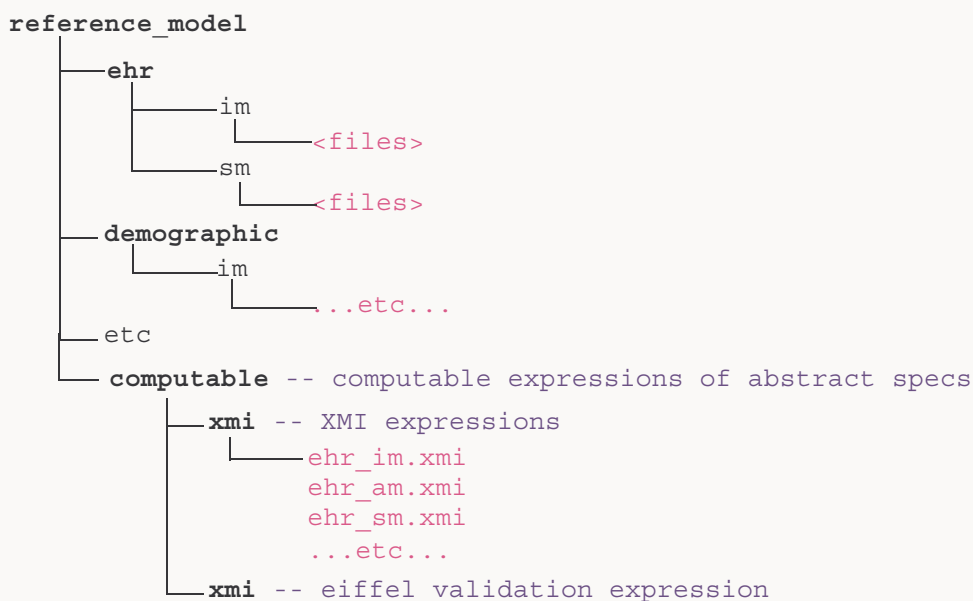 reference_model
ehr
im
<files>
sm
<files>
demographic
im
...etc...
etc
computable -- computable expressions of abstract specs
xmi -- XMI expressions
ehr_im.xmi
ehr_am.xmi
ehr_sm.xmi
...etc...
xmi -- eiffel validation expression